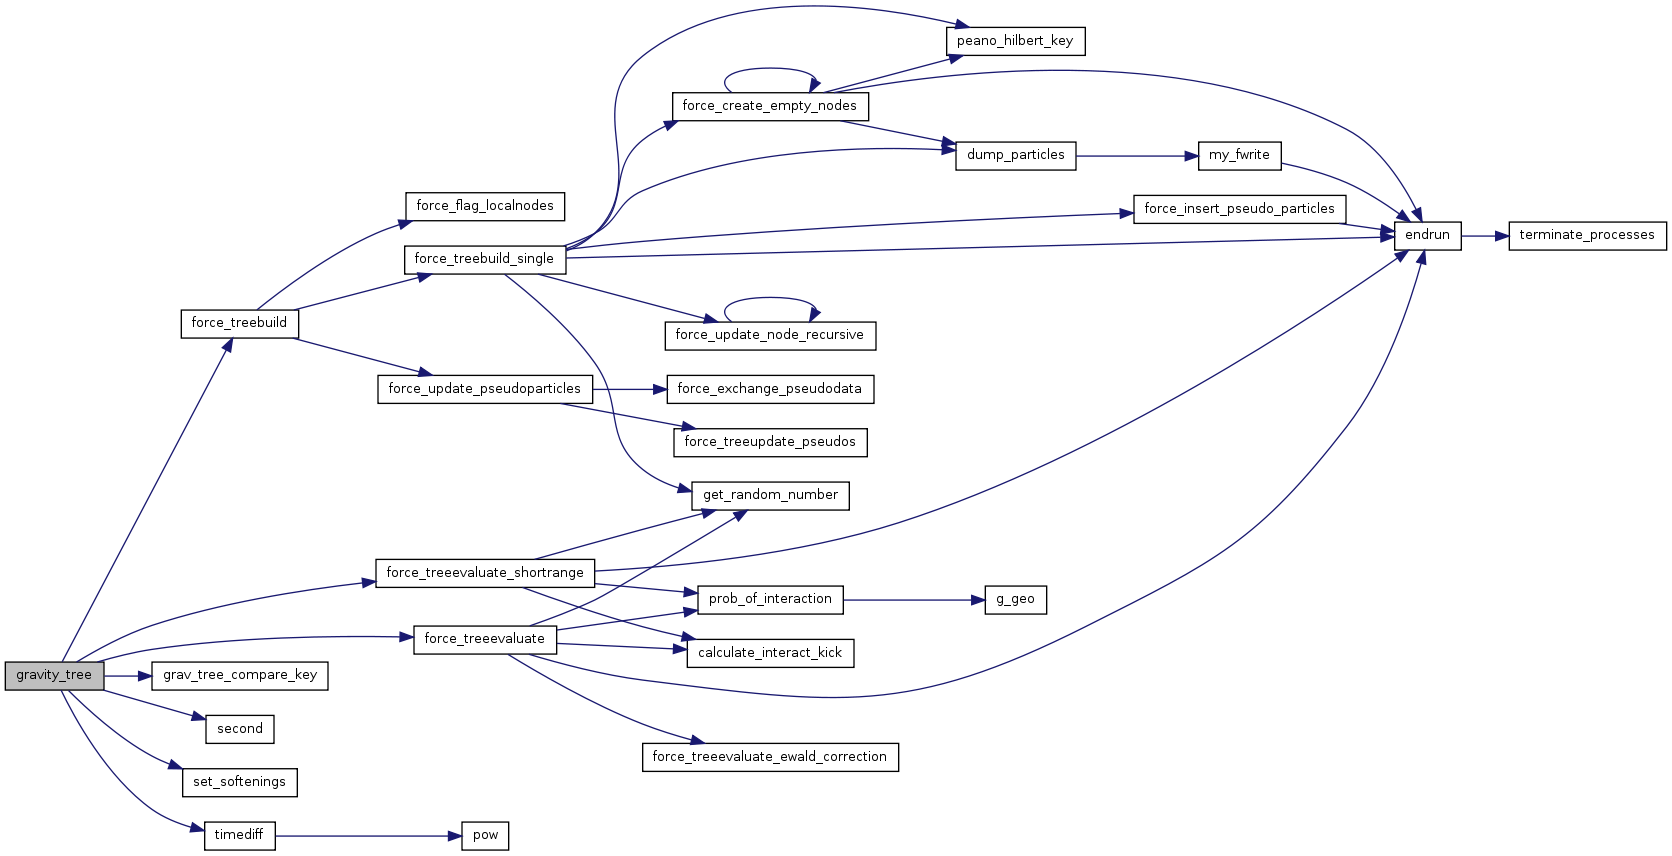 peano_hilbert_key
force_create_empty_nodes
dump_particles
my_fwrite
force_flag_localnodes
force_insert_pseudo_particles
endrun
terminate_processes
force_treebuild_single
force_treebuild
force_update_node_recursive
force_update_pseudoparticles
force_exchange_pseudodata
force_treeupdate_pseudos
get_random_number
force_treeevaluate_shortrange
prob_of_interaction
g_geo
force_treeevaluate
calculate_interact_kick
gravity_tree
grav_tree_compare_key
second
force_treeevaluate_ewald_correction
set_softenings
timediff
pow